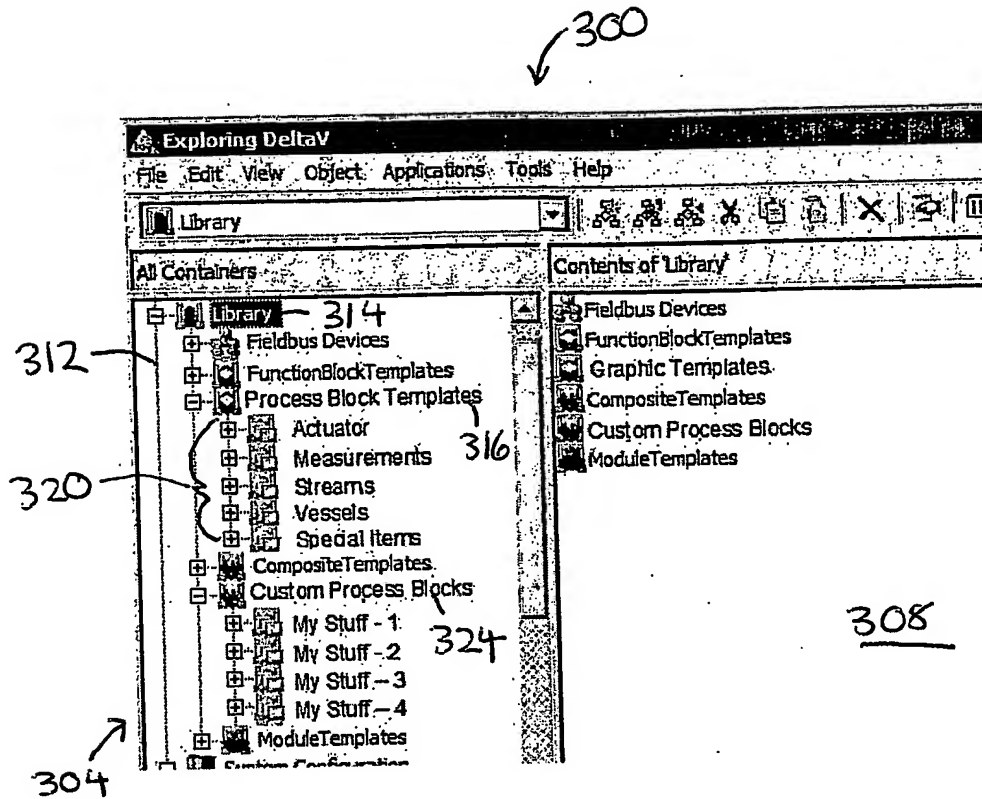 300
Exploring DeltaV
File Edit View Object Applications Tools Help
Library
All Containers
Contents of 'Library'
Library
314
Fieldbus Devices
312
FunctionBlockTemplates
Process Block Templates
316
Actuator
Measurements
320
Streams
Vessels
Special Items
CompositeTemplates
Custom Process Blocks
324
My Stuff - 1
My Stuff - 2
My Stuff - 3
My Stuff - 4
ModuleTemplates
System Configuration
304
Fieldbus Devices
FunctionBlockTemplates
Graphic Templates
CompositeTemplates
Custom Process Blocks
ModuleTemplates
308